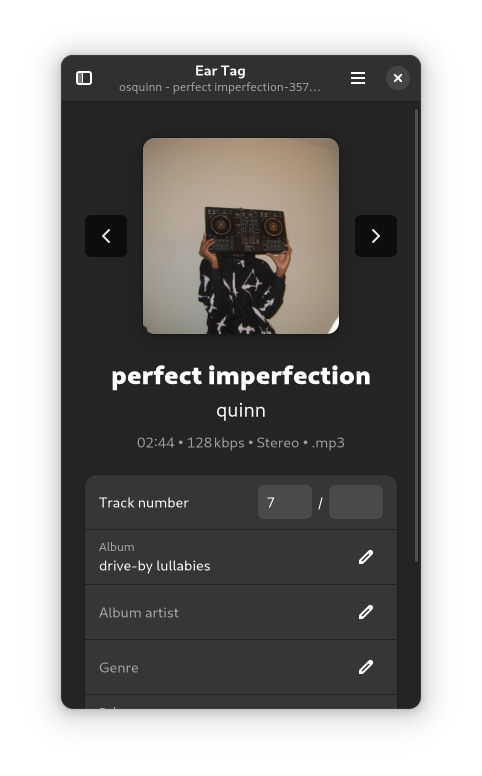 Ear Tag
osquinn - perfect imperfection-357...
perfect imperfection
quinn
02:44 • 128 kbps • Stereo • .mp3
Track number 7 /
Album
drive-by lullabies
Album artist
Genre